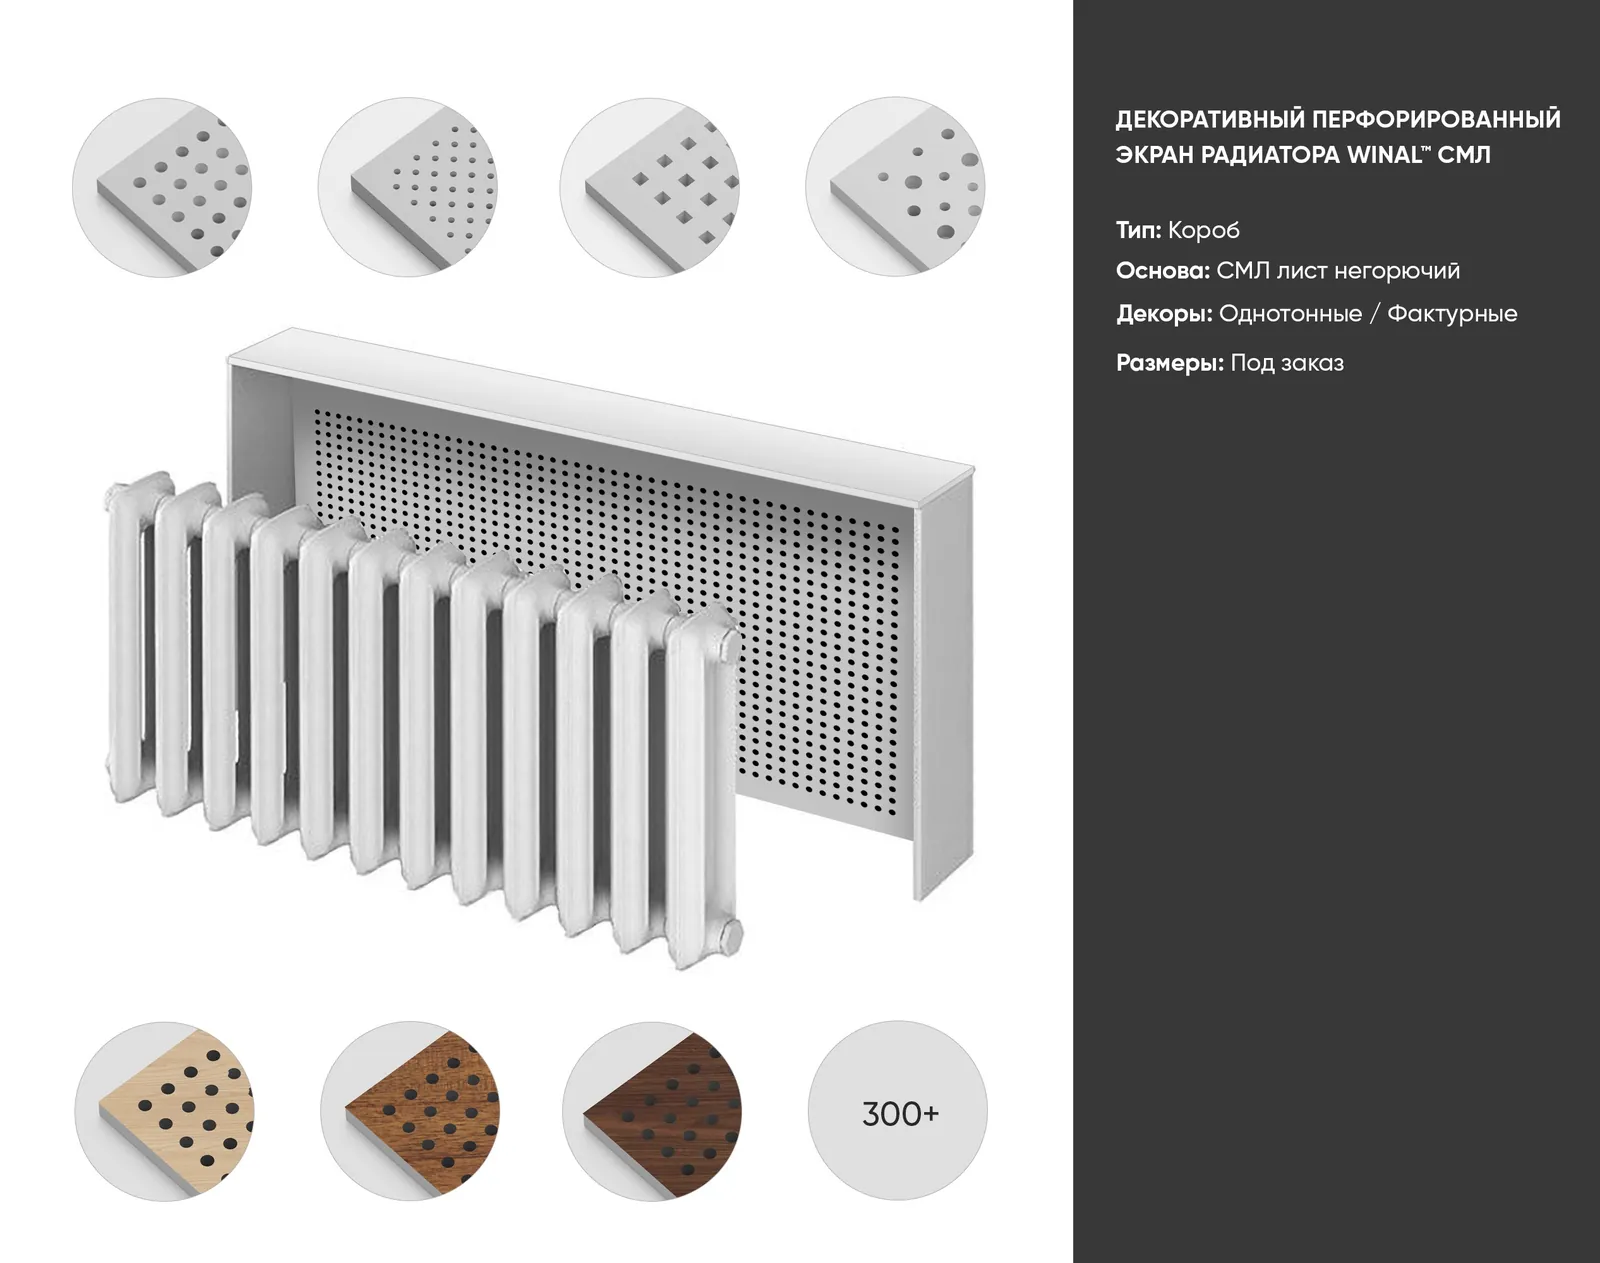 ДЕКОРАТИВНЫЙ ПЕРФОРИРОВАННЫЙ
ЭКРАН РАДИАТОРА WINAL™ СМЛ
Тип: Короб
Основа: СМЛ лист негорючий
Декоры: Однотонные / Фактурные
Размеры: Под заказ
300+